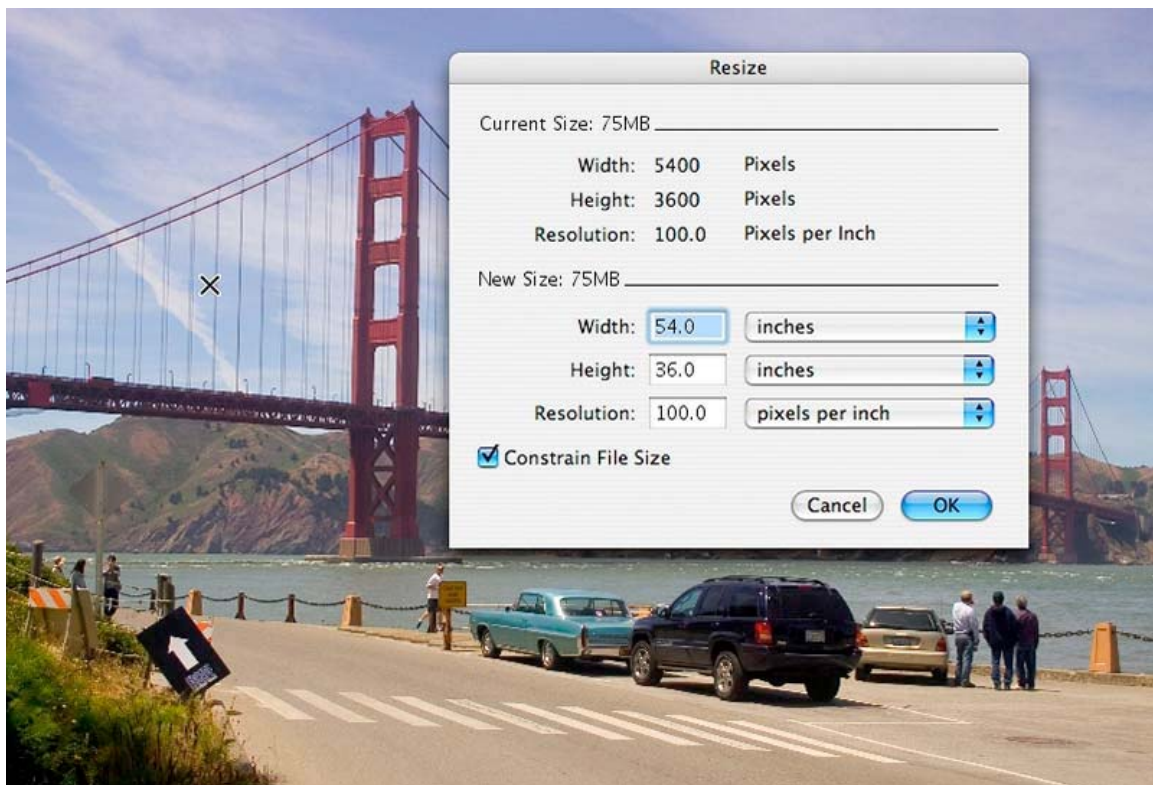 Resize
Current Size: 75MB
Width: 5400 Pixels
Height: 3600 Pixels
Resolution: 100.0 Pixels per Inch
New Size: 75MB
Width: 54.0 inches
Height: 36.0 inches
Resolution: 100.0 pixels per inch
Constrain File Size
Cancel OK